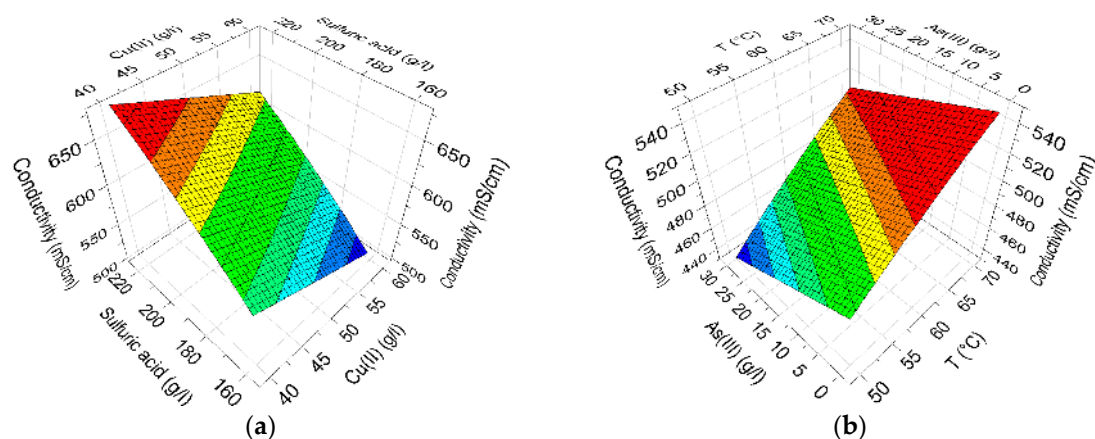 Cu(II) (g/l)
Sulfuric acid (g/l)
40 45 50 55 60
220 200 180 160
Conductivity (mS/cm)
650 600 550 500
Conductivity (mS/cm)
650 600 550 500
Sulfuric acid (g/l)
220 200 180 160
Cu(II) (g/l)
40 45 50 55 60
(a)
T (°C)
As(III) (g/l)
50 55 60 65 70
30 25 20 15 10 5 0
Conductivity (mS/cm)
540 520 500 480 460 440
Conductivity (mS/cm)
540 520 500 480 460 440
As(III) (g/l)
30 25 20 15 10 5 0
T (°C)
50 55 60 65 70
(b)